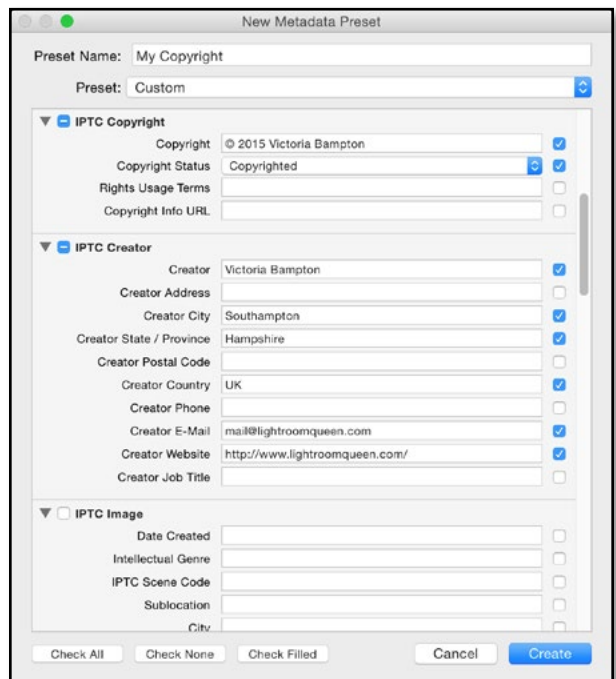 New Metadata Preset
Preset Name: My Copyright
Preset: Custom
IPTC Copyright
Copyright © 2015 Victoria Bampton
Copyright Status Copyrighted
Rights Usage Terms
Copyright Info URL
IPTC Creator
Creator Victoria Bampton
Creator Address
Creator City Southampton
Creator State / Province Hampshire
Creator Postal Code
Creator Country UK
Creator Phone
Creator E-Mail mail@lightroomqueen.com
Creator Website http://www.lightroomqueen.com/
Creator Job Title
IPTC Image
Date Created
Intellectual Genre
IPTC Scene Code
Sublocation
City
Check All Check None Check Filled Cancel Create